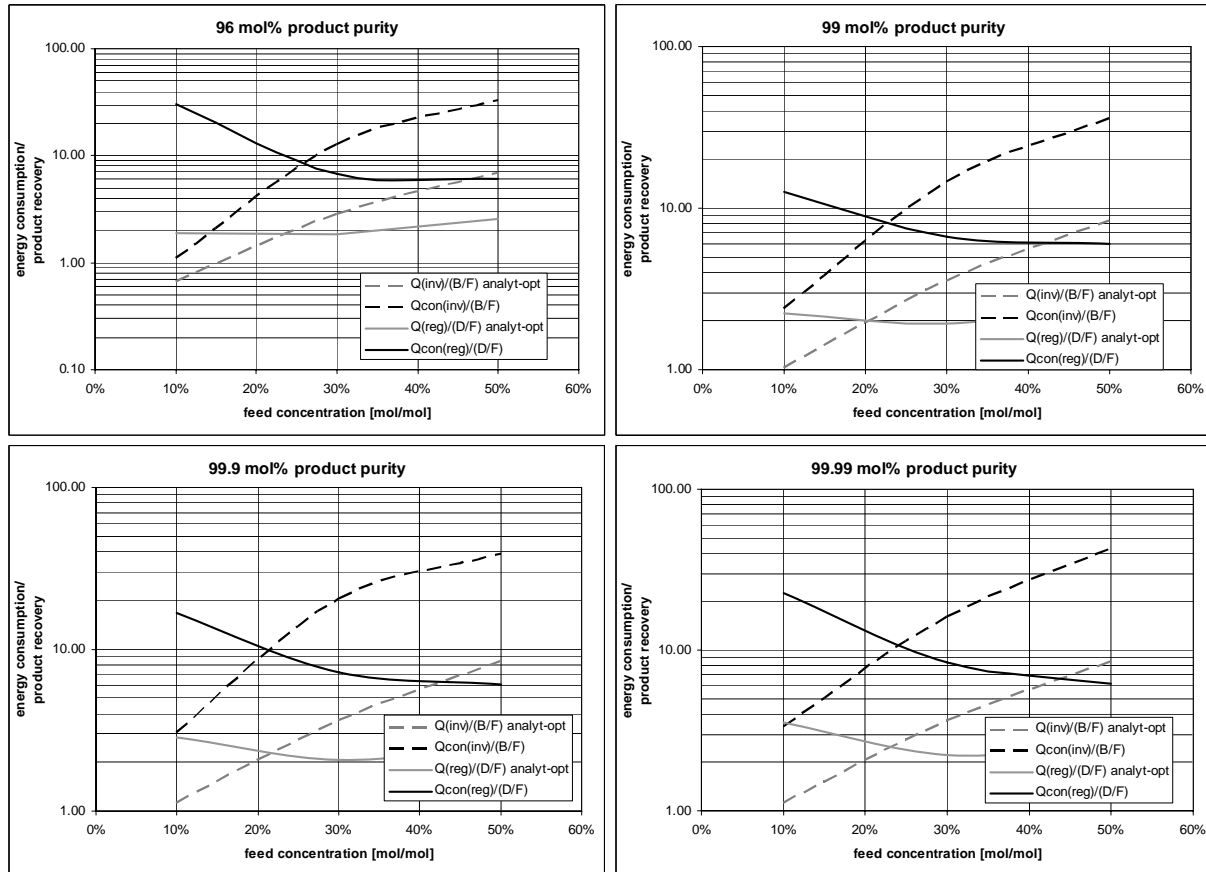 96 mol% product purity
energy consumption/
product recovery
100.00
10.00
1.00
0.10
0%
10%
20%
30%
40%
50%
60%
feed concentration [mol/mol]
Q(inv)/(B/F) analyt-opt
Qcon(inv)/(B/F)
Q(reg)/(D/F) analyt-opt
Qcon(reg)/(D/F)
99 mol% product purity
energy consumption/
product recovery
100.00
10.00
1.00
0%
10%
20%
30%
40%
50%
60%
feed concentration [mol/mol]
Q(inv)/(B/F) analyt-opt
Qcon(inv)/(B/F)
Q(reg)/(D/F) analyt-opt
Qcon(reg)/(D/F)
99.9 mol% product purity
energy consumption/
product recovery
100.00
10.00
1.00
0%
10%
20%
30%
40%
50%
60%
feed concentration [mol/mol]
Q(inv)/(B/F) analyt-opt
Qcon(inv)/(B/F)
Q(reg)/(D/F) analyt-opt
Qcon(reg)/(D/F)
99.99 mol% product purity
energy consumption/
product recovery
100.00
10.00
1.00
0%
10%
20%
30%
40%
50%
60%
feed concentration [mol/mol]
Q(inv)/(B/F) analyt-opt
Qcon(inv)/(B/F)
Q(reg)/(D/F) analyt-opt
Qcon(reg)/(D/F)